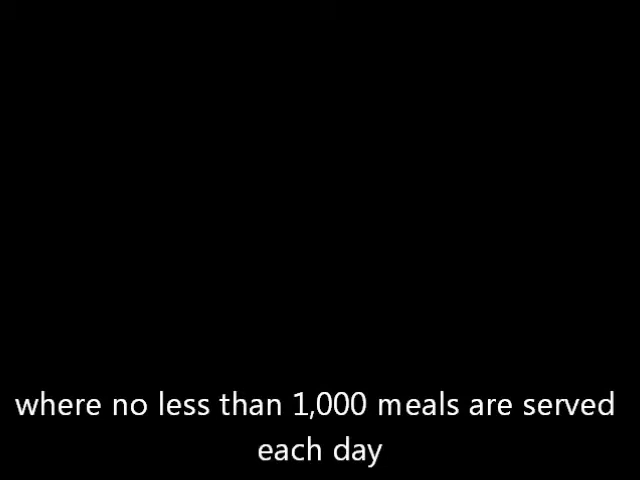 where no less than 1,000 meals are served
each day